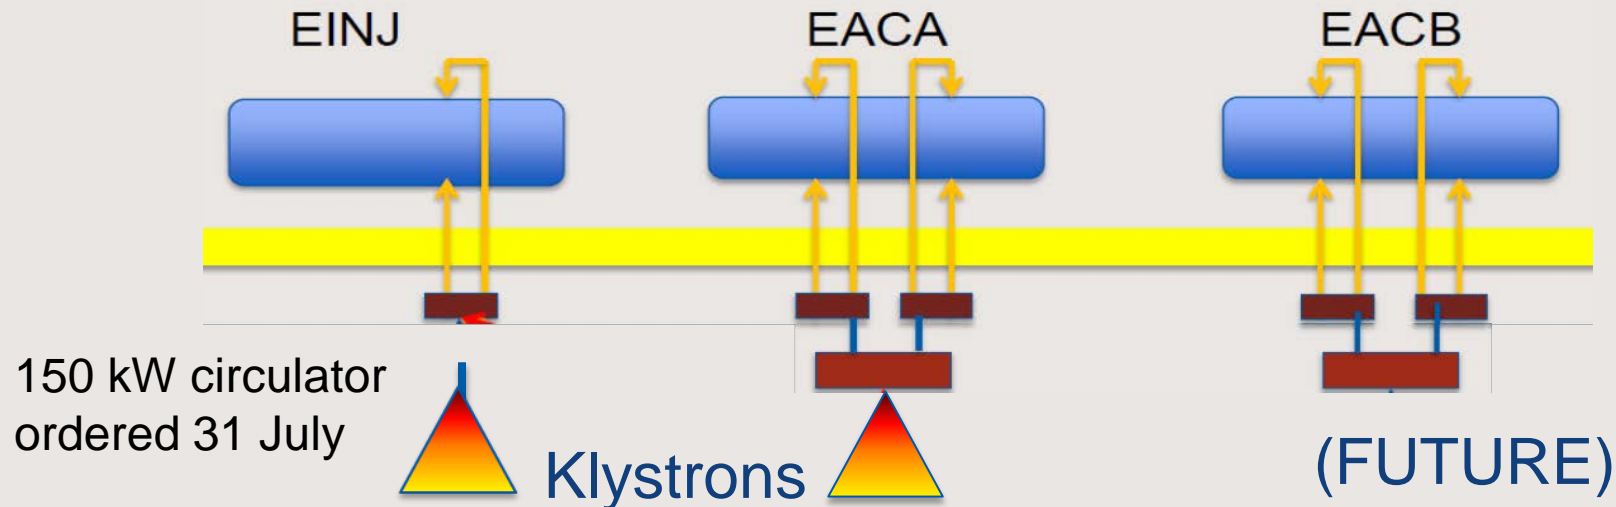 EINJ
EACA
EACB
150 kW circulator
ordered 31 July
Klystrons
(FUTURE)